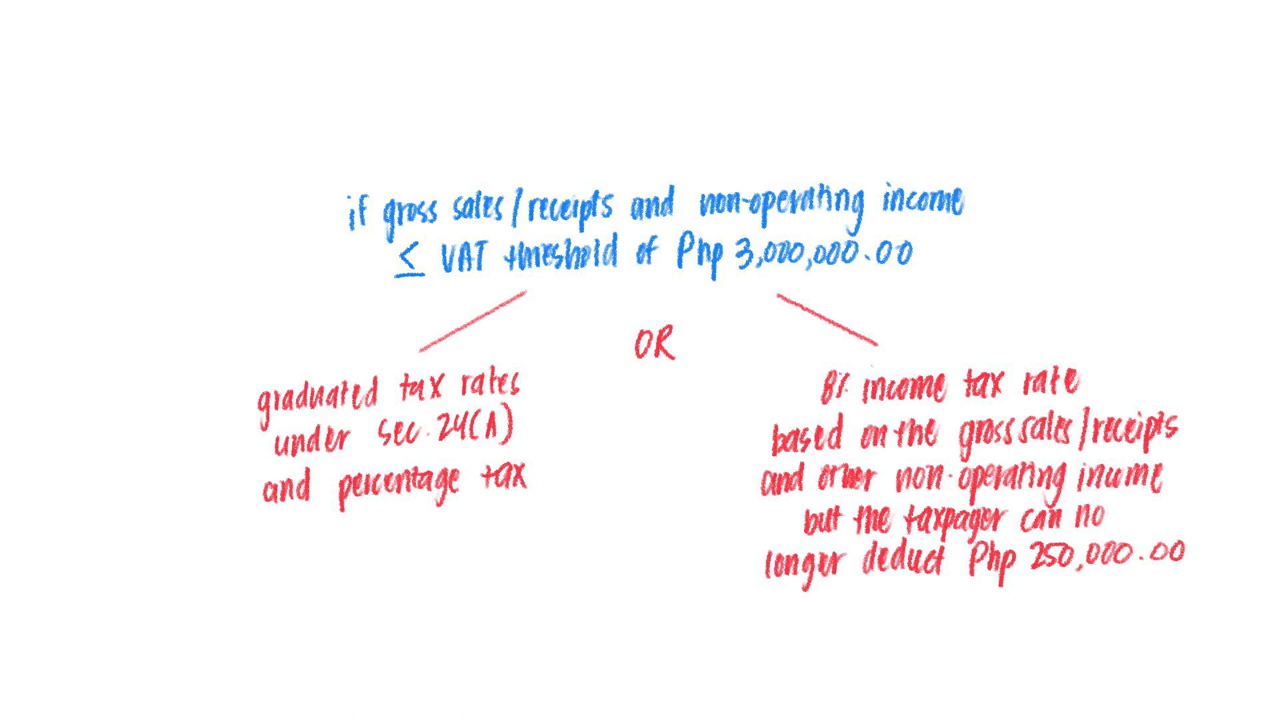 if gross sales/receipts and non-operating income
≤ VAT threshold of Php 3,000,000.00
OR
graduated tax rates
under sec. 24(A)
and percentage tax
8% income tax rate
based on the gross sales/receipts
and other non-operating income
but the taxpayer can no
longer deduct Php 250,000.00